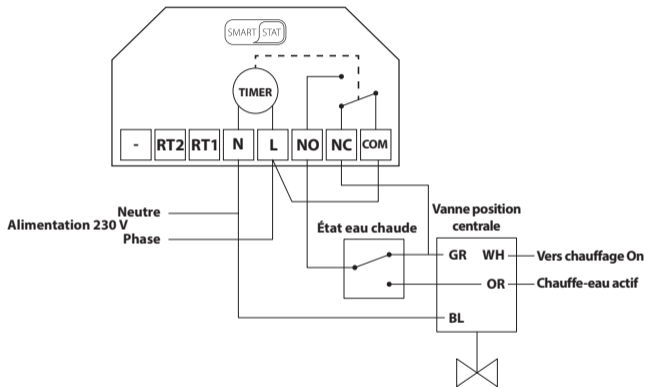 SMART STAT
TIMER
- RT2 RT1 N L NO NC COM
Neutre
Alimentation 230 V
Phase
État eau chaude
Vanne position
centrale
GR WH Vers chauffage On
OR Chauffe-eau actif
BL